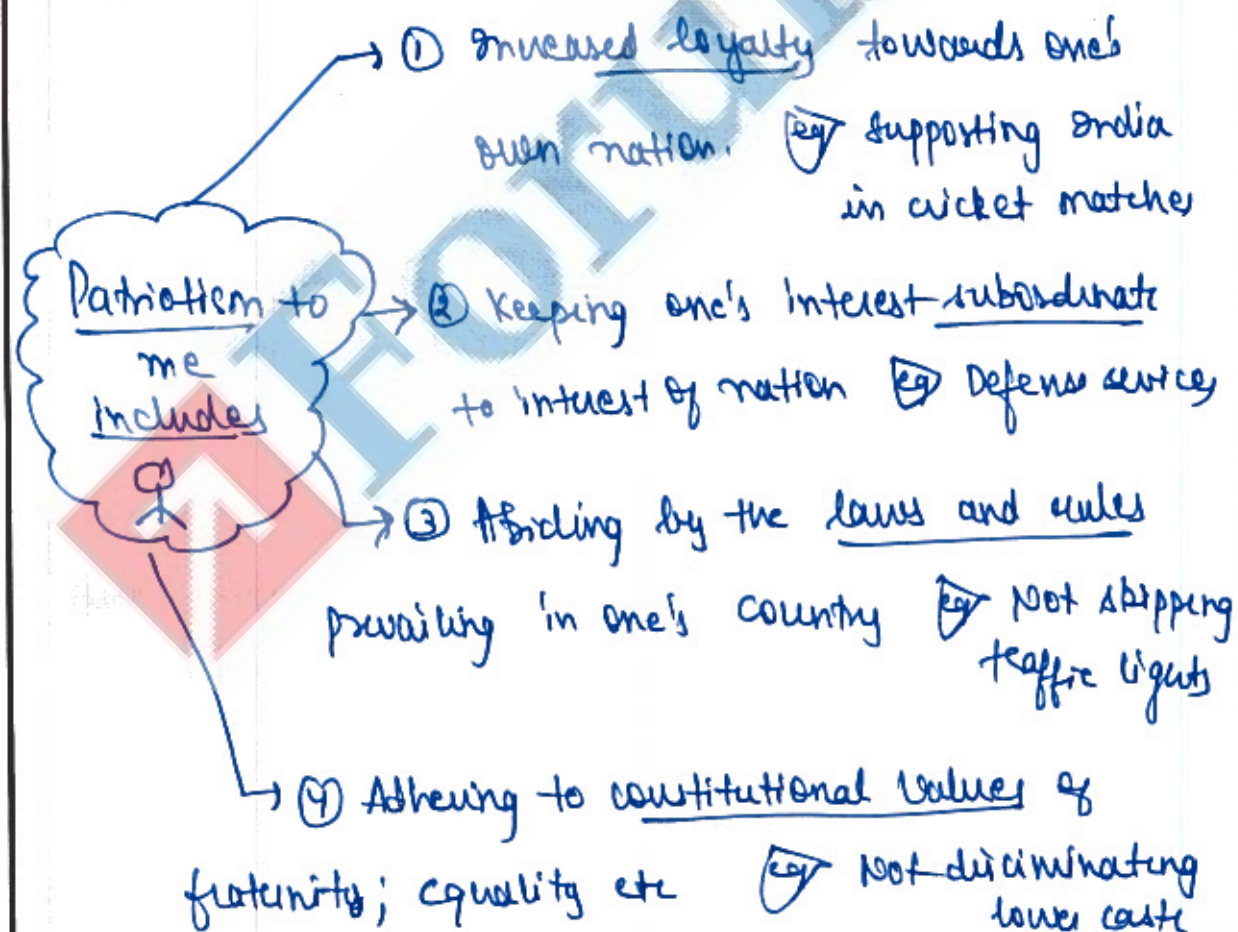 ① Increased loyalty towards one's
own nation. eg supporting India
in cricket matches
Patriotism to
me
includes
② Keeping one's interest subordinate
to interest of nation eg Defense services
③ Abiding by the laws and rules
prevailing in one's country eg Not skipping
traffic lights
④ Adhering to constitutional values of
fraternity; equality etc eg Not discriminating
lower caste
Foru